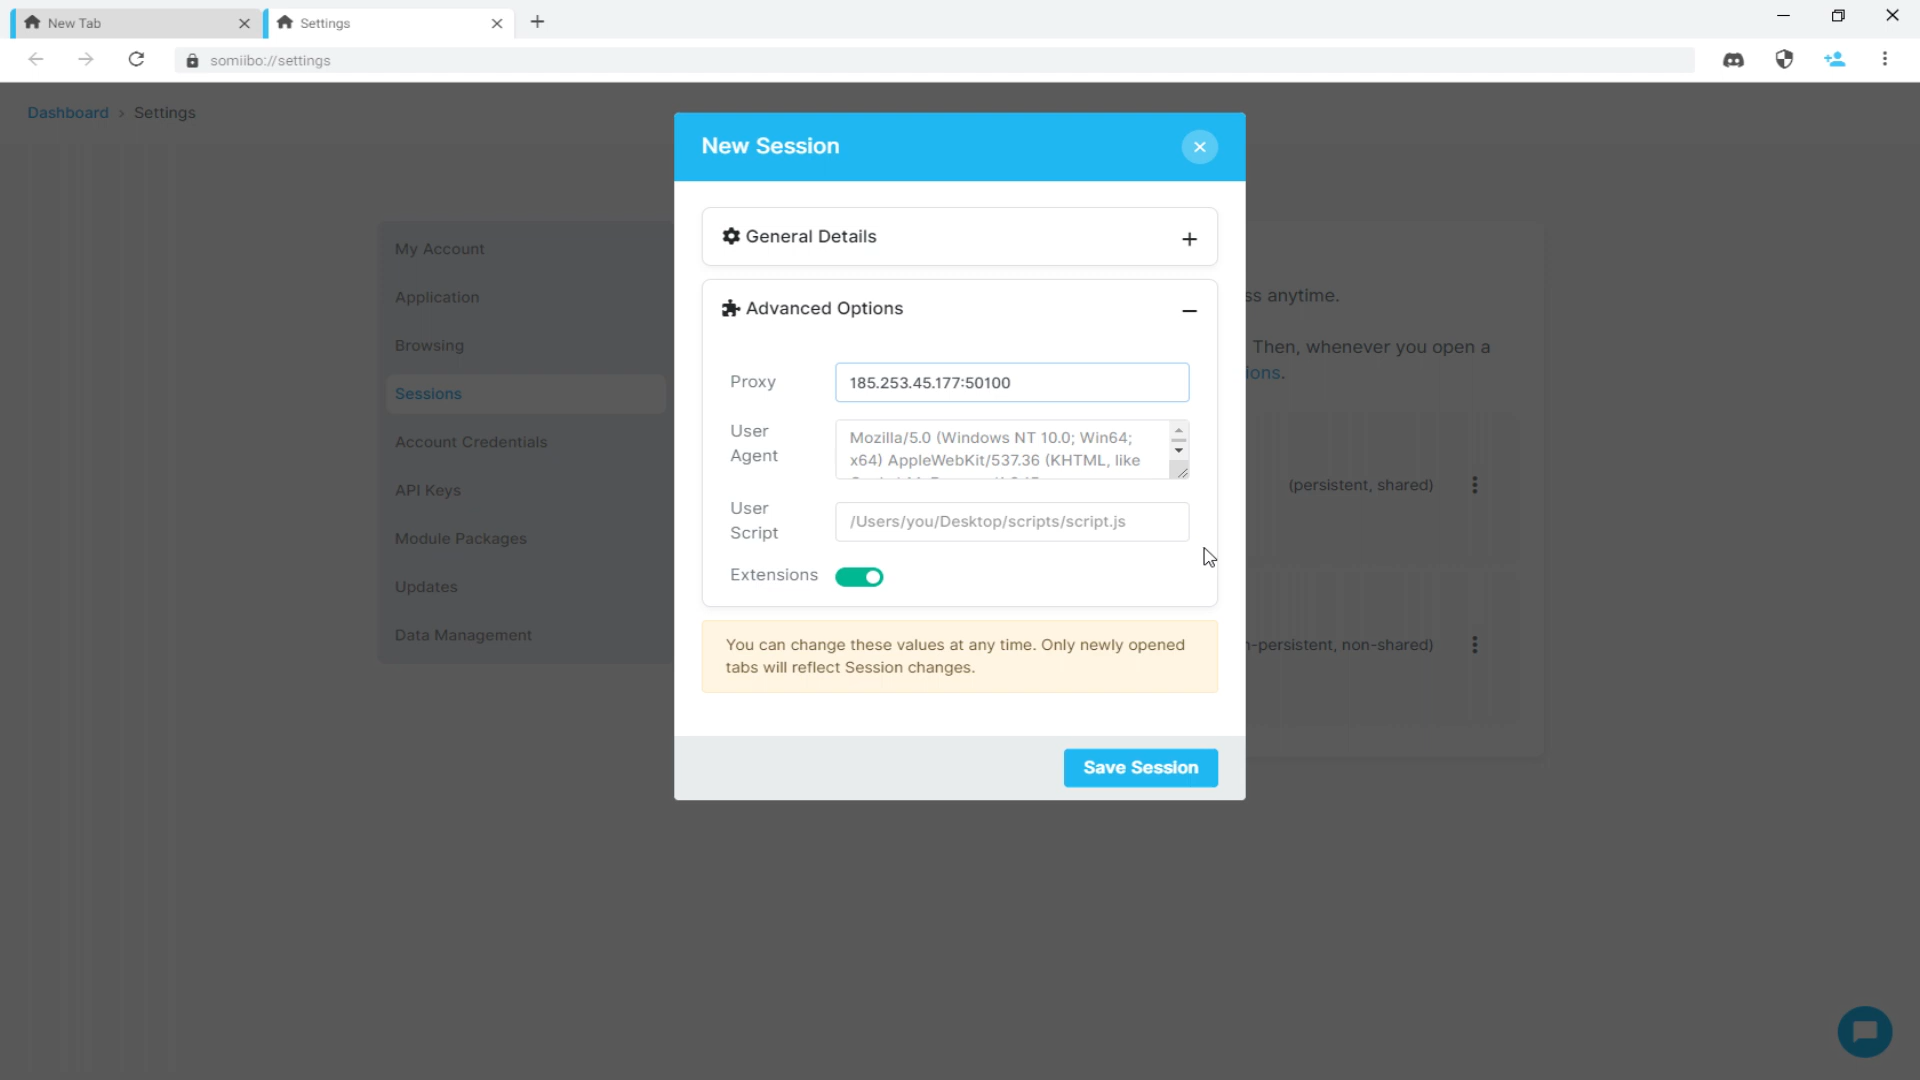 New Tab
Settings
somiibo://settings
Dashboard > Settings
New Session
General Details
Advanced Options
Proxy
185.253.45.177:50100
User
Agent
Mozilla/5.0 (Windows NT 10.0; Win64;
x64) AppleWebKit/537.36 (KHTML, like
User
Script
/Users/you/Desktop/scripts/script.js
Extensions
You can change these values at any time. Only newly opened
tabs will reflect Session changes.
Save Session
My Account
Application
Browsing
Sessions
Account Credentials
API Keys
Module Packages
Updates
Data Management
ss anytime.
Then, whenever you open a
ions.
(persistent, shared)
n-persistent, non-shared)